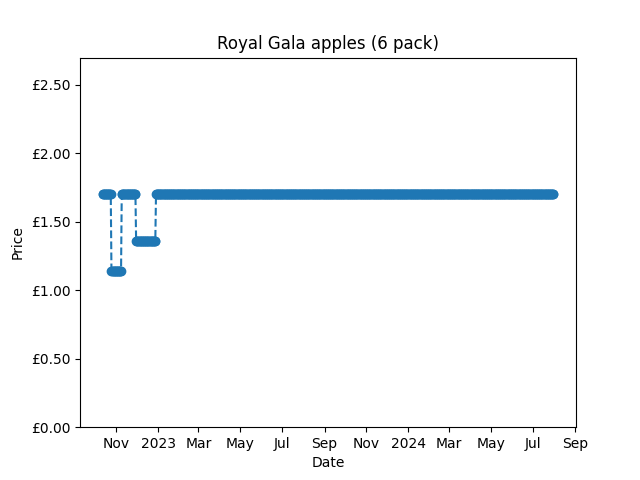 Royal Gala apples (6 pack)
£2.50
£2.00
£1.50
£1.00
£0.50
£0.00
Price
Nov 2023 Mar May Jul Sep Nov 2024 Mar May Jul Sep
Date